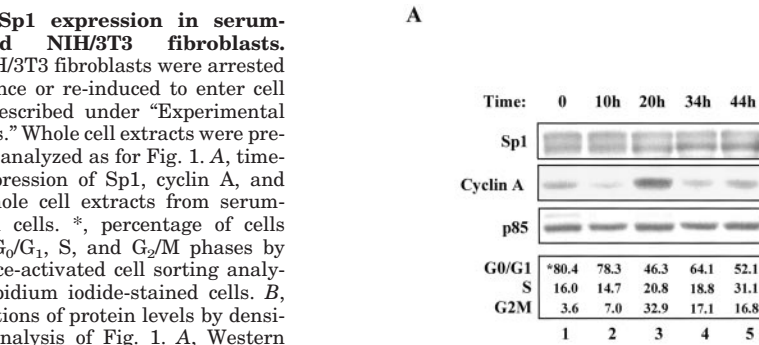 Sp1 expression in serum-
d NIH/3T3 fibroblasts.
H/3T3 fibroblasts were arrested
nce or re-induced to enter cell
escribed under “Experimental
s.” Whole cell extracts were pre-
analyzed as for Fig. 1. A, time-
pression of Sp1, cyclin A, and
hole cell extracts from serum-
cells. *, percentage of cells
G0/G1, S, and G2/M phases by
ce-activated cell sorting analy-
pidium iodide-stained cells. B,
tions of protein levels by densi-
nalysis of Fig. 1. A, Western
A
Time: 0 10h 20h 34h 44h
Sp1
Cyclin A
p85
G0/G1 *80.4 78.3 46.3 64.1 52.1
S 16.0 14.7 20.8 18.8 31.1
G2M 3.6 7.0 32.9 17.1 16.8
1 2 3 4 5